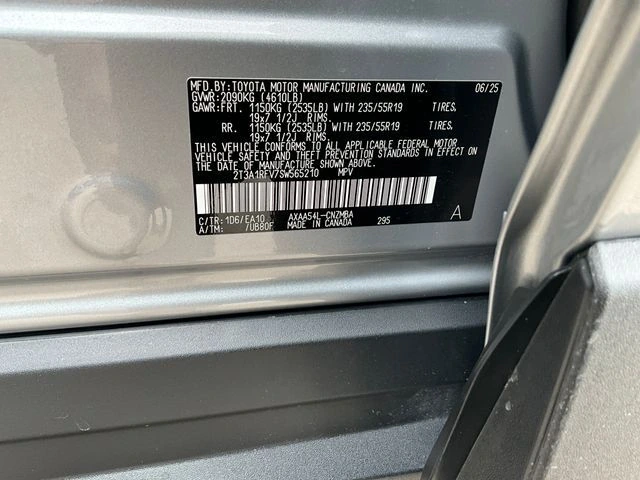 MFD.BY:TOYOTA MOTOR MANUFACTURING CANADA INC. 06/25
GVWR:2090KG (4610LB)
GAWR:FRT. 1150KG (2535LB) WITH 235/55R19 TIRES,
19x7 1/2J RIMS.
RR. 1150KG (2535LB) WITH 235/55R19 TIRES,
19x7 1/2J RIMS.
THIS VEHICLE CONFORMS TO ALL APPLICABLE FEDERAL MOTOR
VEHICLE SAFETY AND THEFT PREVENTION STANDARDS IN EFFECT ON
THE DATE OF MANUFACTURE SHOWN ABOVE.
2T3A1RFV7SW565210 MPV
C/TR:1D6/EA10 AXAA54L-CNZMBA A
A/TM: /UB80F MADE IN CANADA 295